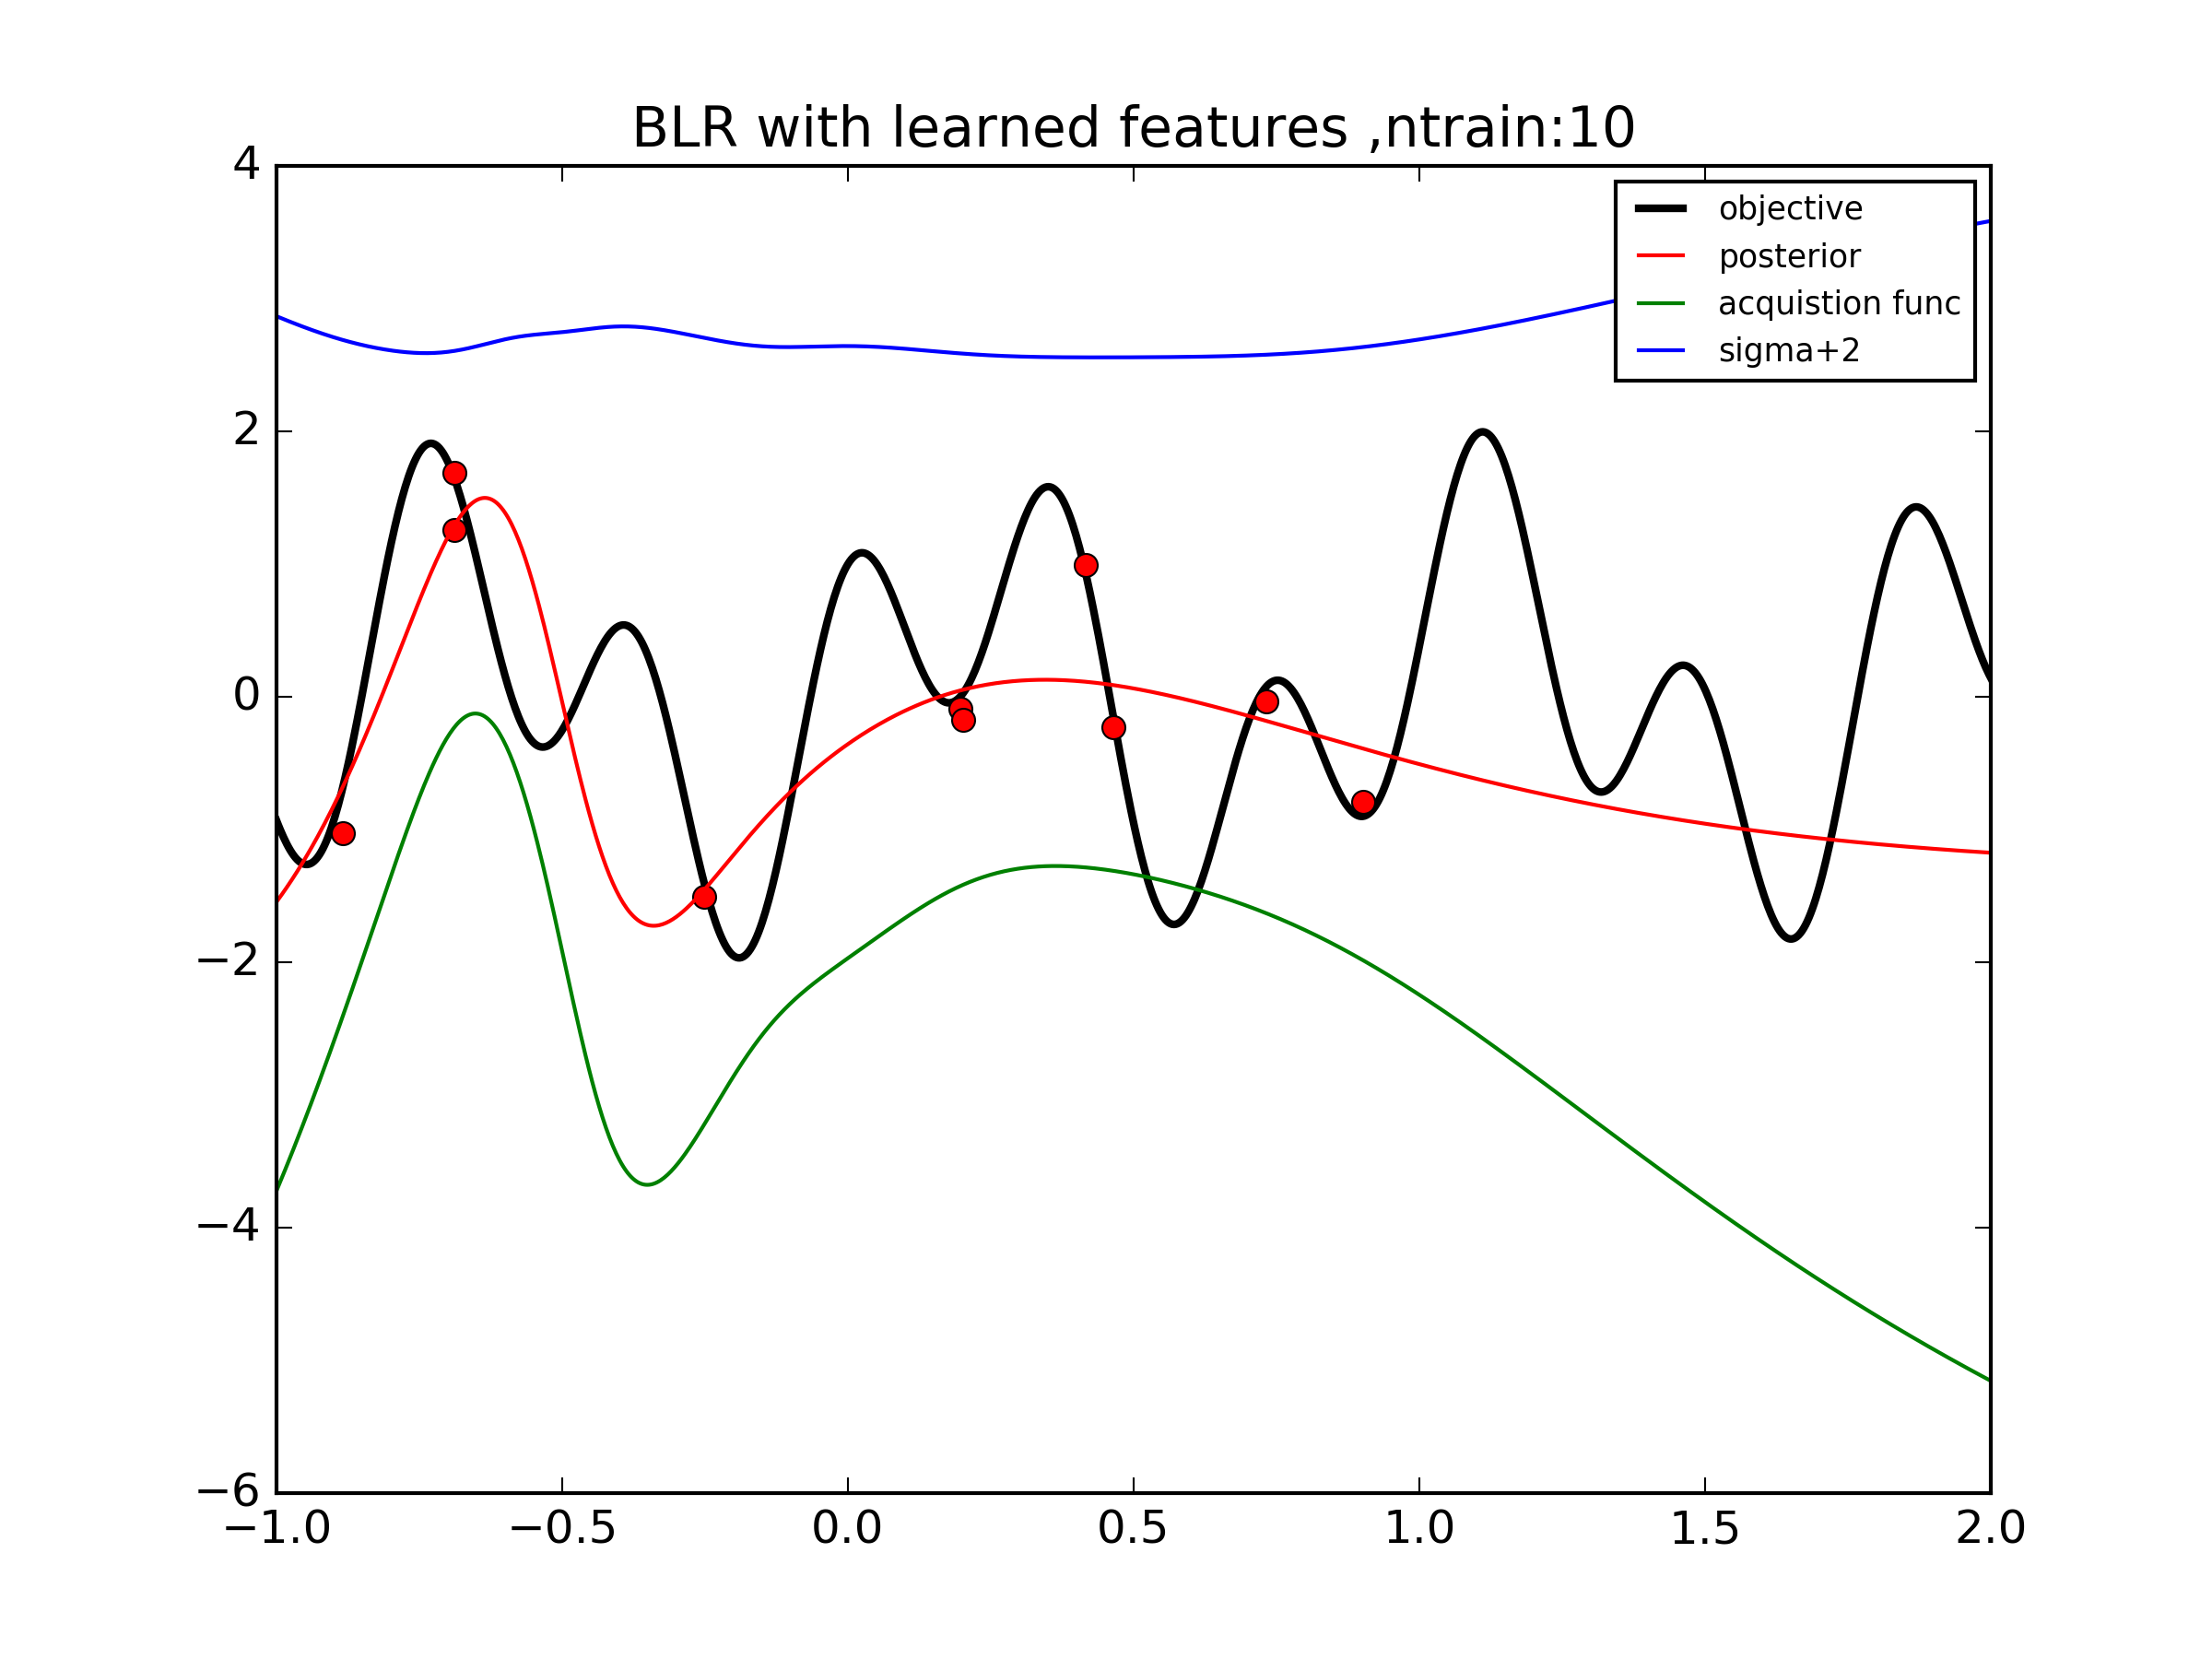 BLR with learned features ,ntrain:10
4
2
0
−2
−4
−6
−1.0 −0.5 0.0 0.5 1.0 1.5 2.0
objective
posterior
acquistion func
sigma+2